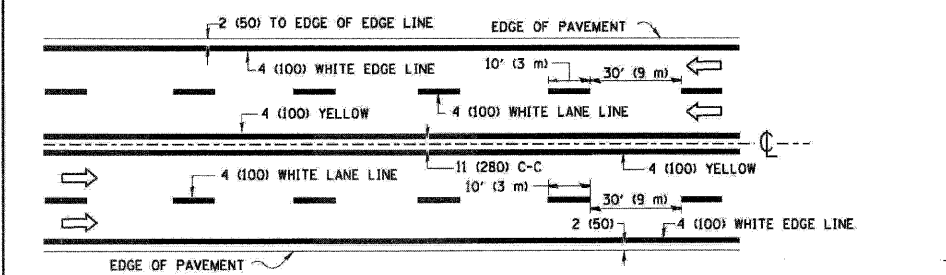 2 (50) TO EDGE OF EDGE LINE
EDGE OF PAVEMENT
4 (100) WHITE EDGE LINE
10' (3 m)
30' (9 m)
4 (100) YELLOW
4 (100) WHITE LANE LINE
℄
11 (280) C-C
4 (100) YELLOW
4 (100) WHITE LANE LINE
10' (3 m)
30' (9 m)
2 (50)
4 (100) WHITE EDGE LINE
EDGE OF PAVEMENT